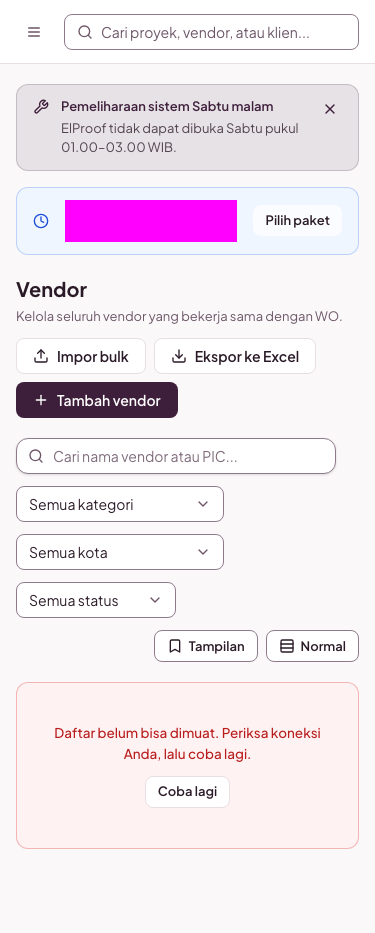 Cari proyek, vendor, atau klien...
Pemeliharaan sistem Sabtu malam
ElProof tidak dapat dibuka Sabtu pukul
01.00–03.00 WIB.
Pilih paket
Vendor
Kelola seluruh vendor yang bekerja sama dengan WO.
Impor bulk
Ekspor ke Excel
Tambah vendor
Cari nama vendor atau PIC...
Semua kategori
Semua kota
Semua status
Tampilan
Normal
Daftar belum bisa dimuat. Periksa koneksi
Anda, lalu coba lagi.
Coba lagi